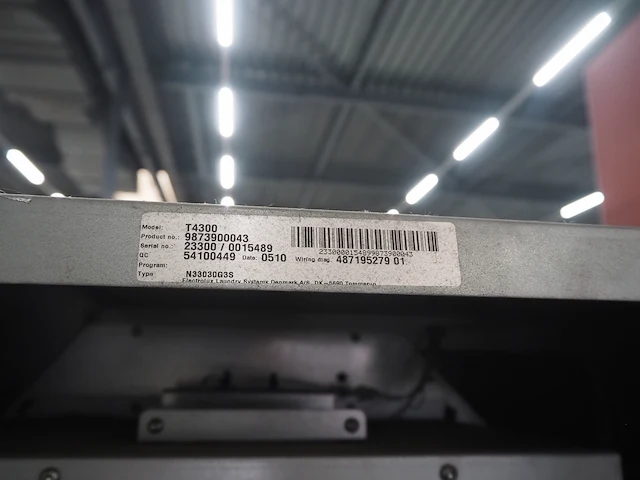 Model: T4300
Product no.: 9873900043
Serial no.: 23300 / 0015489
QC 54100449 Date: 0510 Wiring diag. 487195279 01
Program:
Type N33030G3S
Electrolux Laundry Systems Denmark A/S, DK-5690 Tommerup
2330000154899873900043